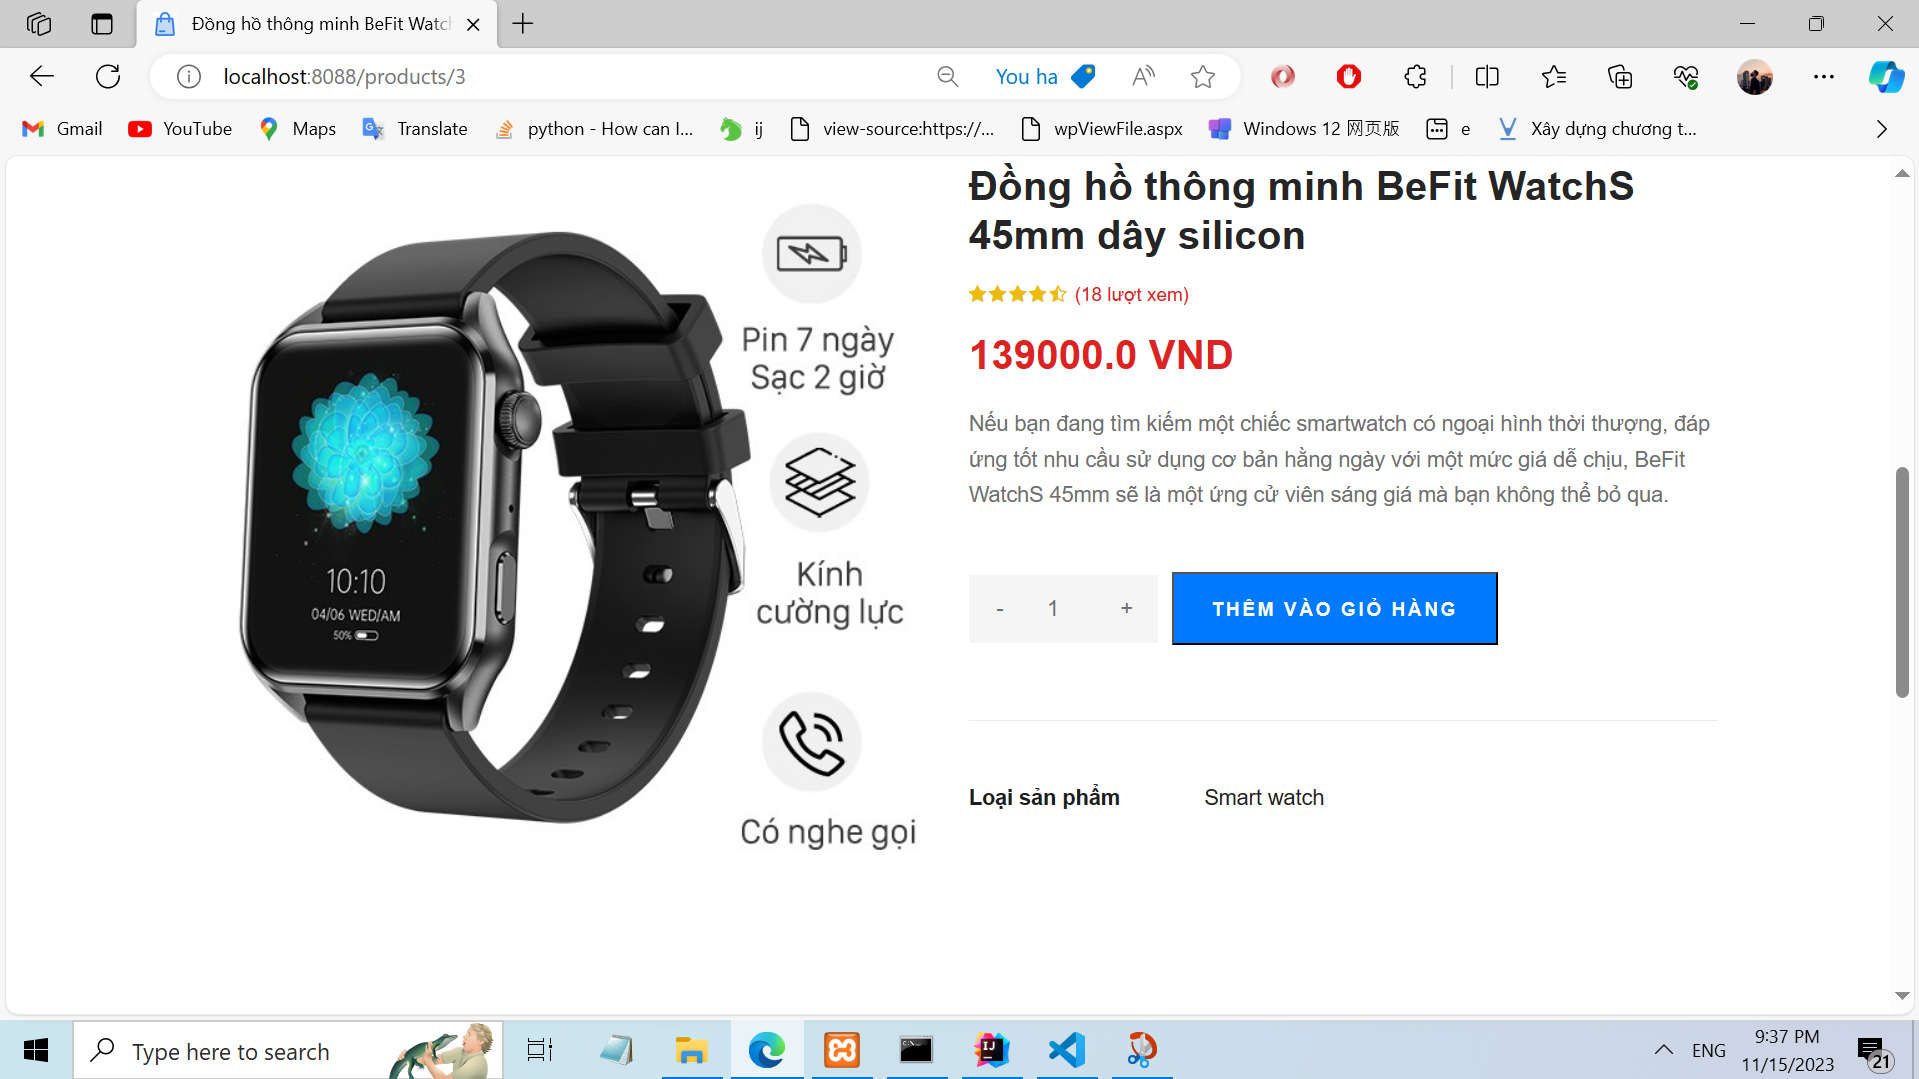 Đồng hồ thông minh BeFit Watch
localhost:8088/products/3
You ha
Gmail
YouTube
Maps
Translate
python - How can I...
ij
view-source:https://...
wpViewFile.aspx
Windows 12 网页版
e
Xây dựng chương t...
Đồng hồ thông minh BeFit WatchS
45mm dây silicon
(18 lượt xem)
139000.0 VND
Nếu bạn đang tìm kiếm một chiếc smartwatch có ngoại hình thời thượng, đáp
ứng tốt nhu cầu sử dụng cơ bản hằng ngày với một mức giá dễ chịu, BeFit
WatchS 45mm sẽ là một ứng cử viên sáng giá mà bạn không thể bỏ qua.
- 1 +
THÊM VÀO GIỎ HÀNG
Loại sản phẩm
Smart watch
Pin 7 ngày
Sạc 2 giờ
Kính
cường lực
Có nghe gọi
10:10
04/06 WED/AM
50%
Type here to search
ENG
9:37 PM
11/15/2023
21